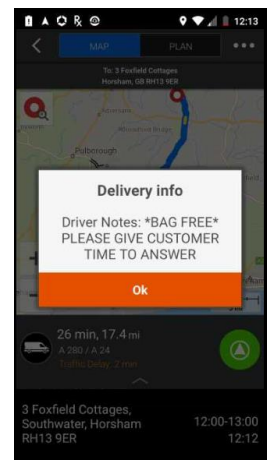 12:13
MAP PLAN
To: 3 Foxfield Cottages
Horsham, GB RH13 9ER
Pulborough
Delivery info
Driver Notes: *BAG FREE*
PLEASE GIVE CUSTOMER
TIME TO ANSWER
Ok
26 min, 17.4 mi
A 280 / A 24
Traffic Delay: 2 min
3 Foxfield Cottages,
Southwater, Horsham 12:00-13:00
RH13 9ER 12:12